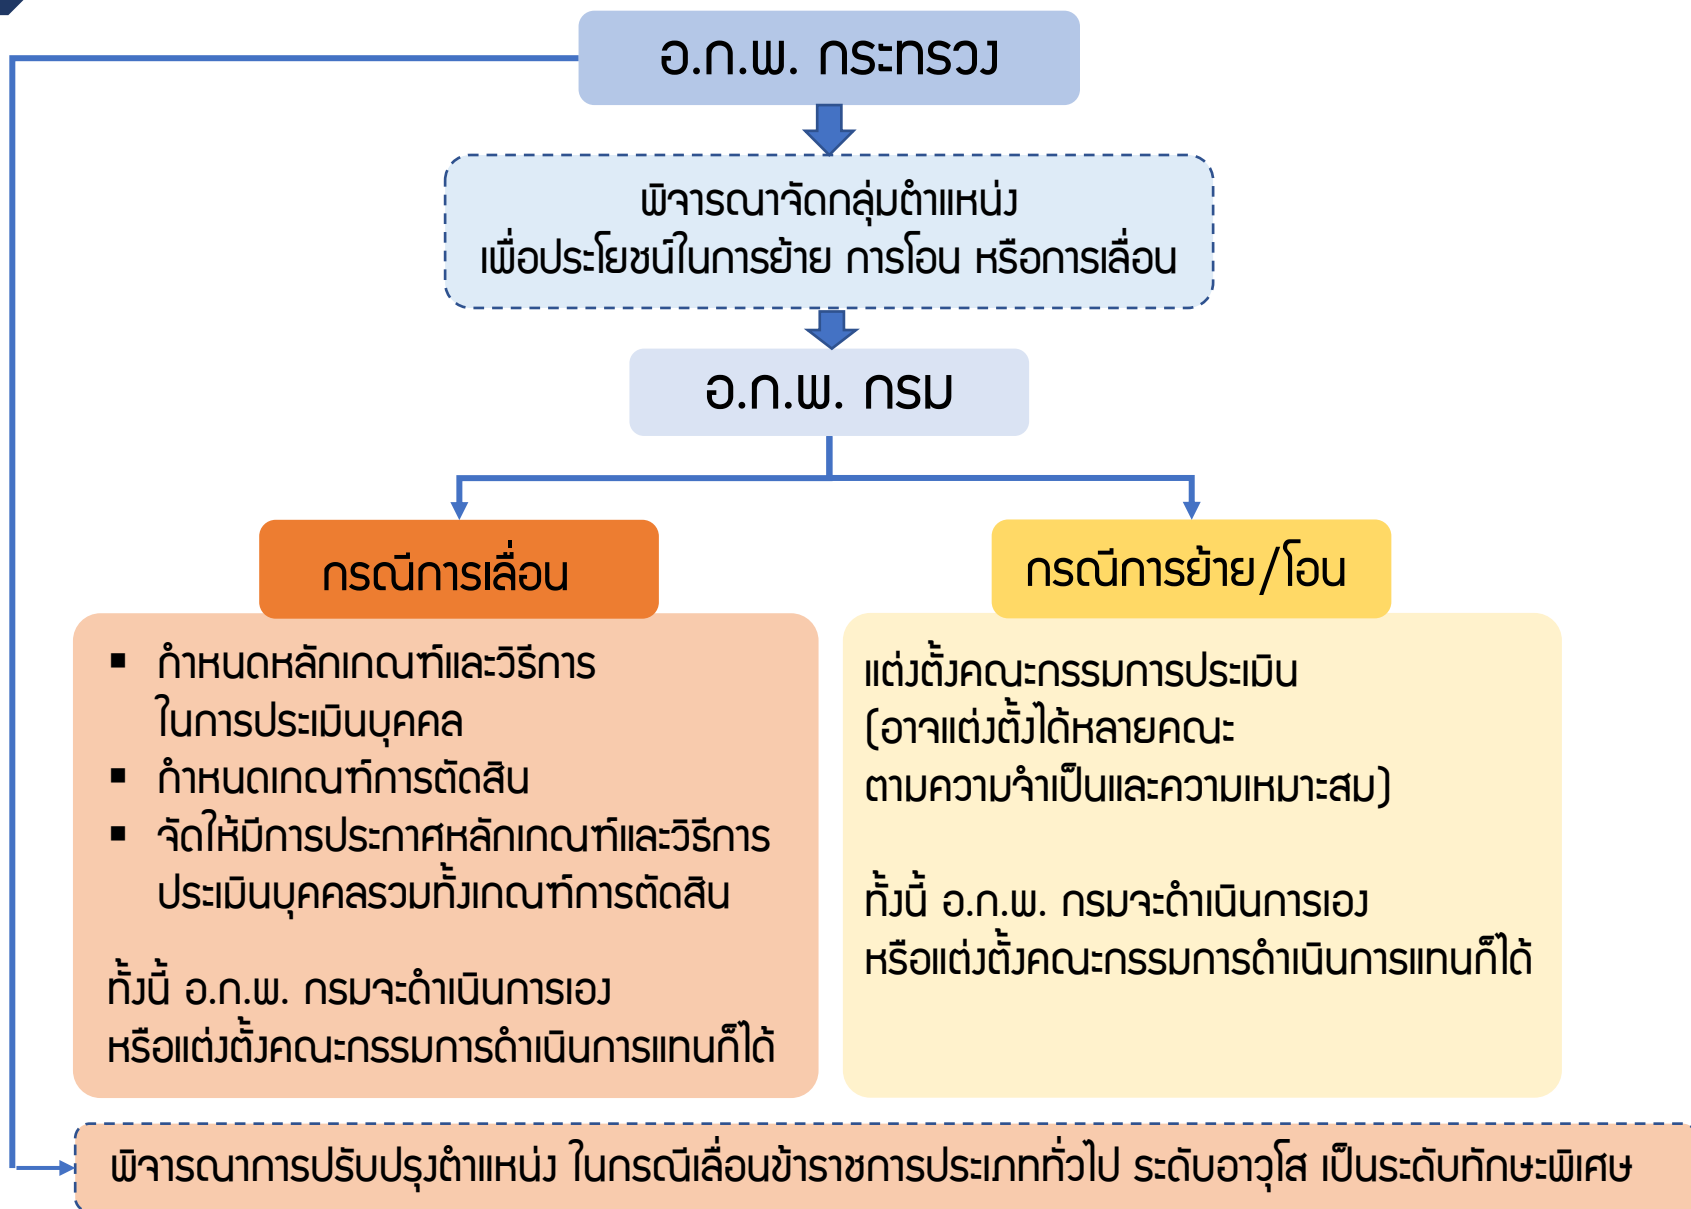 อ.ก.พ. กระทรวง
พิจารณาจัดกลุ่มตำแหน่ง
เพื่อประโยชน์ในการย้าย การโอน หรือการเลื่อน
อ.ก.พ. กรม
กรณีการเลื่อน
▪ กำหนดหลักเกณฑ์และวิธีการ
ในการประเมินบุคคล
▪ กำหนดเกณฑ์การตัดสิน
▪ จัดให้มีการประกาศหลักเกณฑ์และวิธีการ
ประเมินบุคคลรวมทั้งเกณฑ์การตัดสิน
ทั้งนี้ อ.ก.พ. กรมจะดำเนินการเอง
หรือแต่งตั้งคณะกรรมการดำเนินการแทนก็ได้
กรณีการย้าย/โอน
แต่งตั้งคณะกรรมการประเมิน
(อาจแต่งตั้งได้หลายคณะ
ตามความจำเป็นและความเหมาะสม)
ทั้งนี้ อ.ก.พ. กรมจะดำเนินการเอง
หรือแต่งตั้งคณะกรรมการดำเนินการแทนก็ได้
พิจารณาการปรับปรุงตำแหน่ง ในกรณีเลื่อนข้าราชการประเภททั่วไป ระดับอาวุโส เป็นระดับทักษะพิเศษ